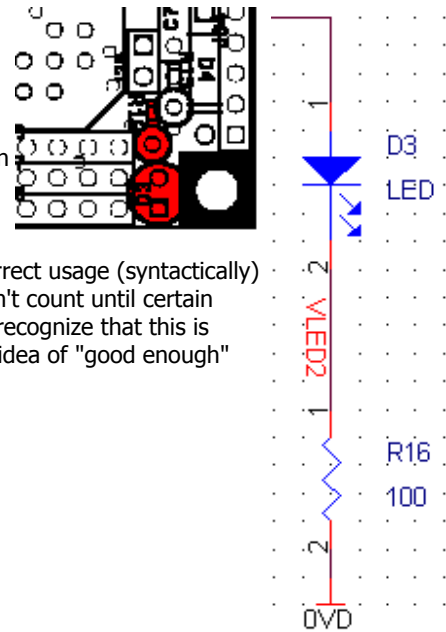 n
rrect usage (syntactically)
n't count until certain
recognize that this is
idea of "good enough"
1
D3
LED
2
VLED2
1
R16
100
2
0VD